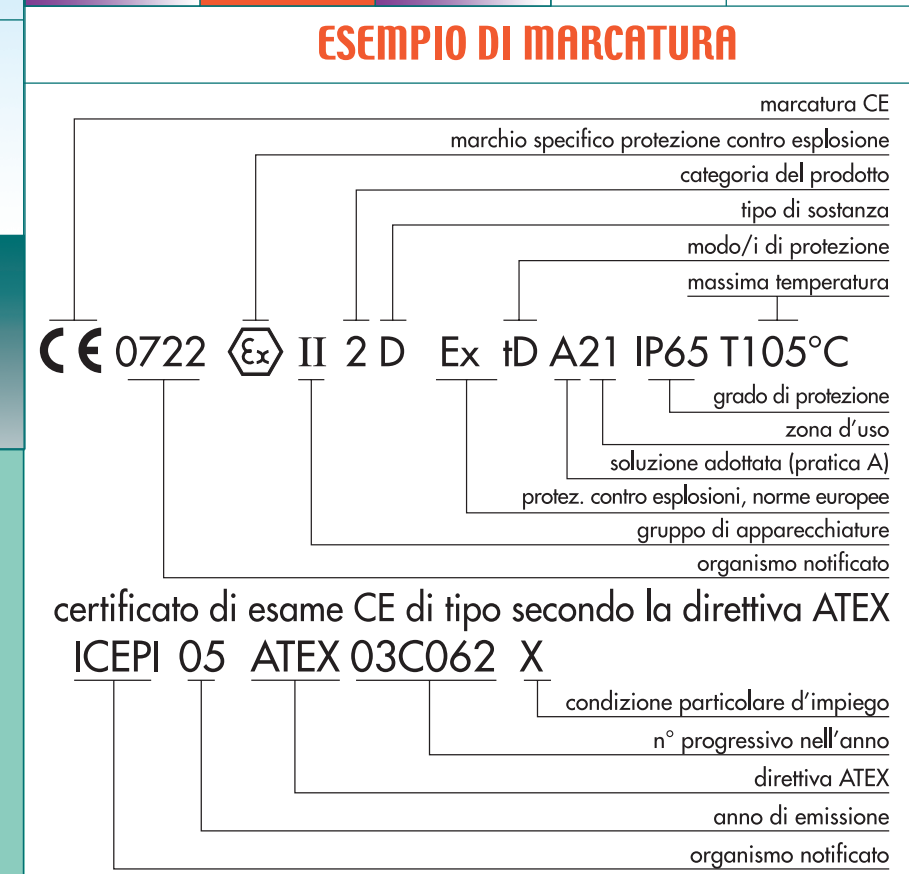 ESEMPIO DI MARCATURA
marcatura CE
marchio specifico protezione contro esplosione
categoria del prodotto
tipo di sostanza
modo/i di protezione
massima temperatura
CE 0722 Ex II 2 D Ex tD A21 IP65 T105°C
grado di protezione
zona d'uso
soluzione adottata (pratica A)
protez. contro esplosioni, norme europee
gruppo di apparecchiature
organismo notificato
certificato di esame CE di tipo secondo la direttiva ATEX
ICEPI 05 ATEX 03C062 X
condizione particolare d'impiego
n° progressivo nell'anno
direttiva ATEX
anno di emissione
organismo notificato